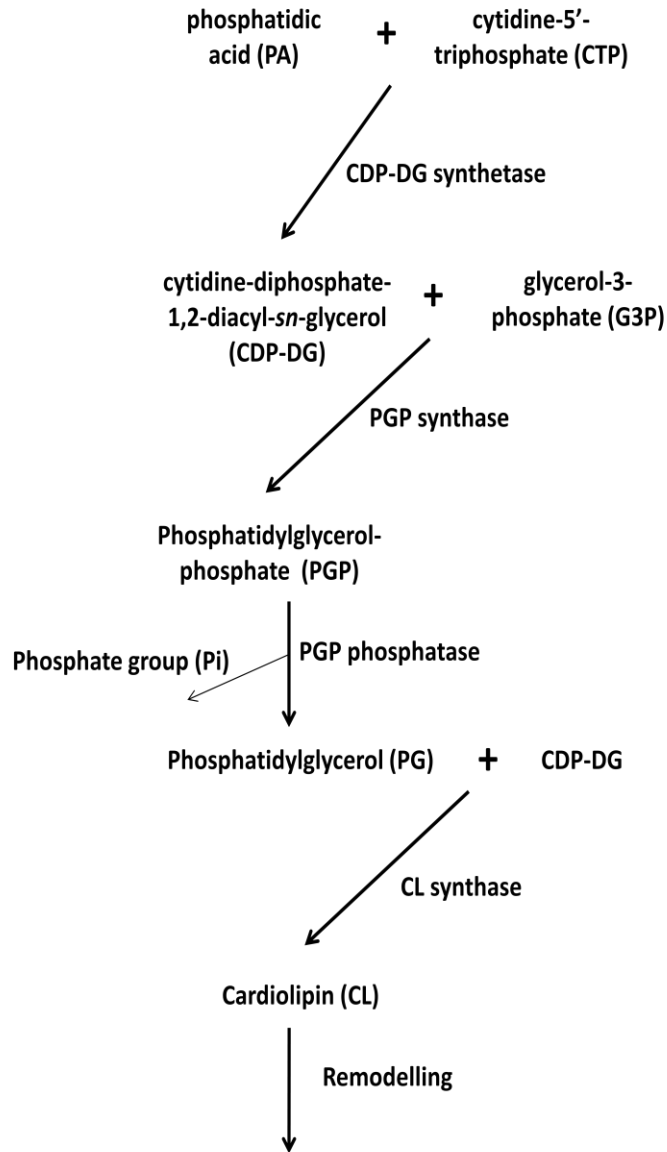 phosphatidic
acid (PA)
+
cytidine-5’-
triphosphate (CTP)
CDP-DG synthetase
cytidine-diphosphate-
1,2-diacyl-sn-glycerol
(CDP-DG)
+
glycerol-3-
phosphate (G3P)
PGP synthase
Phosphatidylglycerol-
phosphate (PGP)
Phosphate group (Pi)
PGP phosphatase
Phosphatidylglycerol (PG)
+
CDP-DG
CL synthase
Cardiolipin (CL)
Remodelling